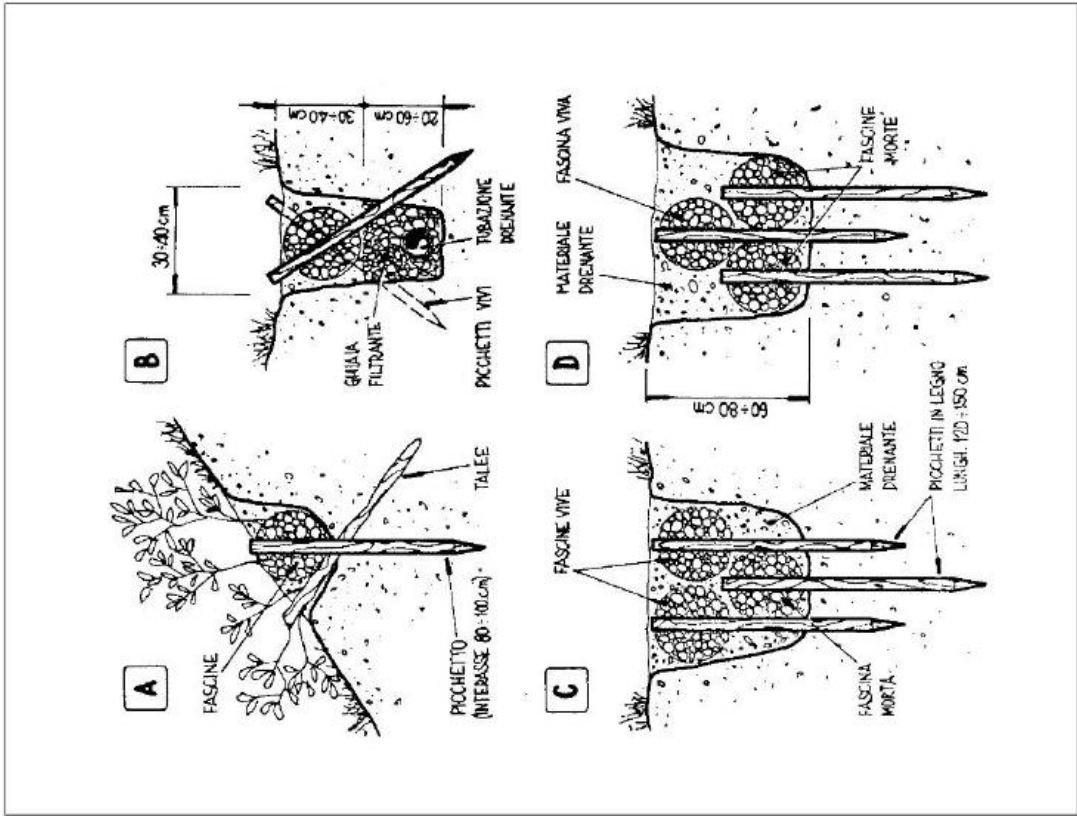 A
FASCINE
PICCHETTO
(INTERASSE 80÷100 cm)
TALEE
B
30÷40 cm
30÷40 cm
20÷60 cm
GHIAIA
FILTRANTE
PICCHETTI VIVI
TUBAZIONE
DRENANTE
C
FASCINE VIVE
FASCINA
MORTA
MATERIALE
DRENANTE
PICCHETTI IN LEGNO
LUNGH. 120÷150 cm
D
60÷80 cm
MATERIALE
DRENANTE
FASCINA VIVA
FASCINE
MORTE